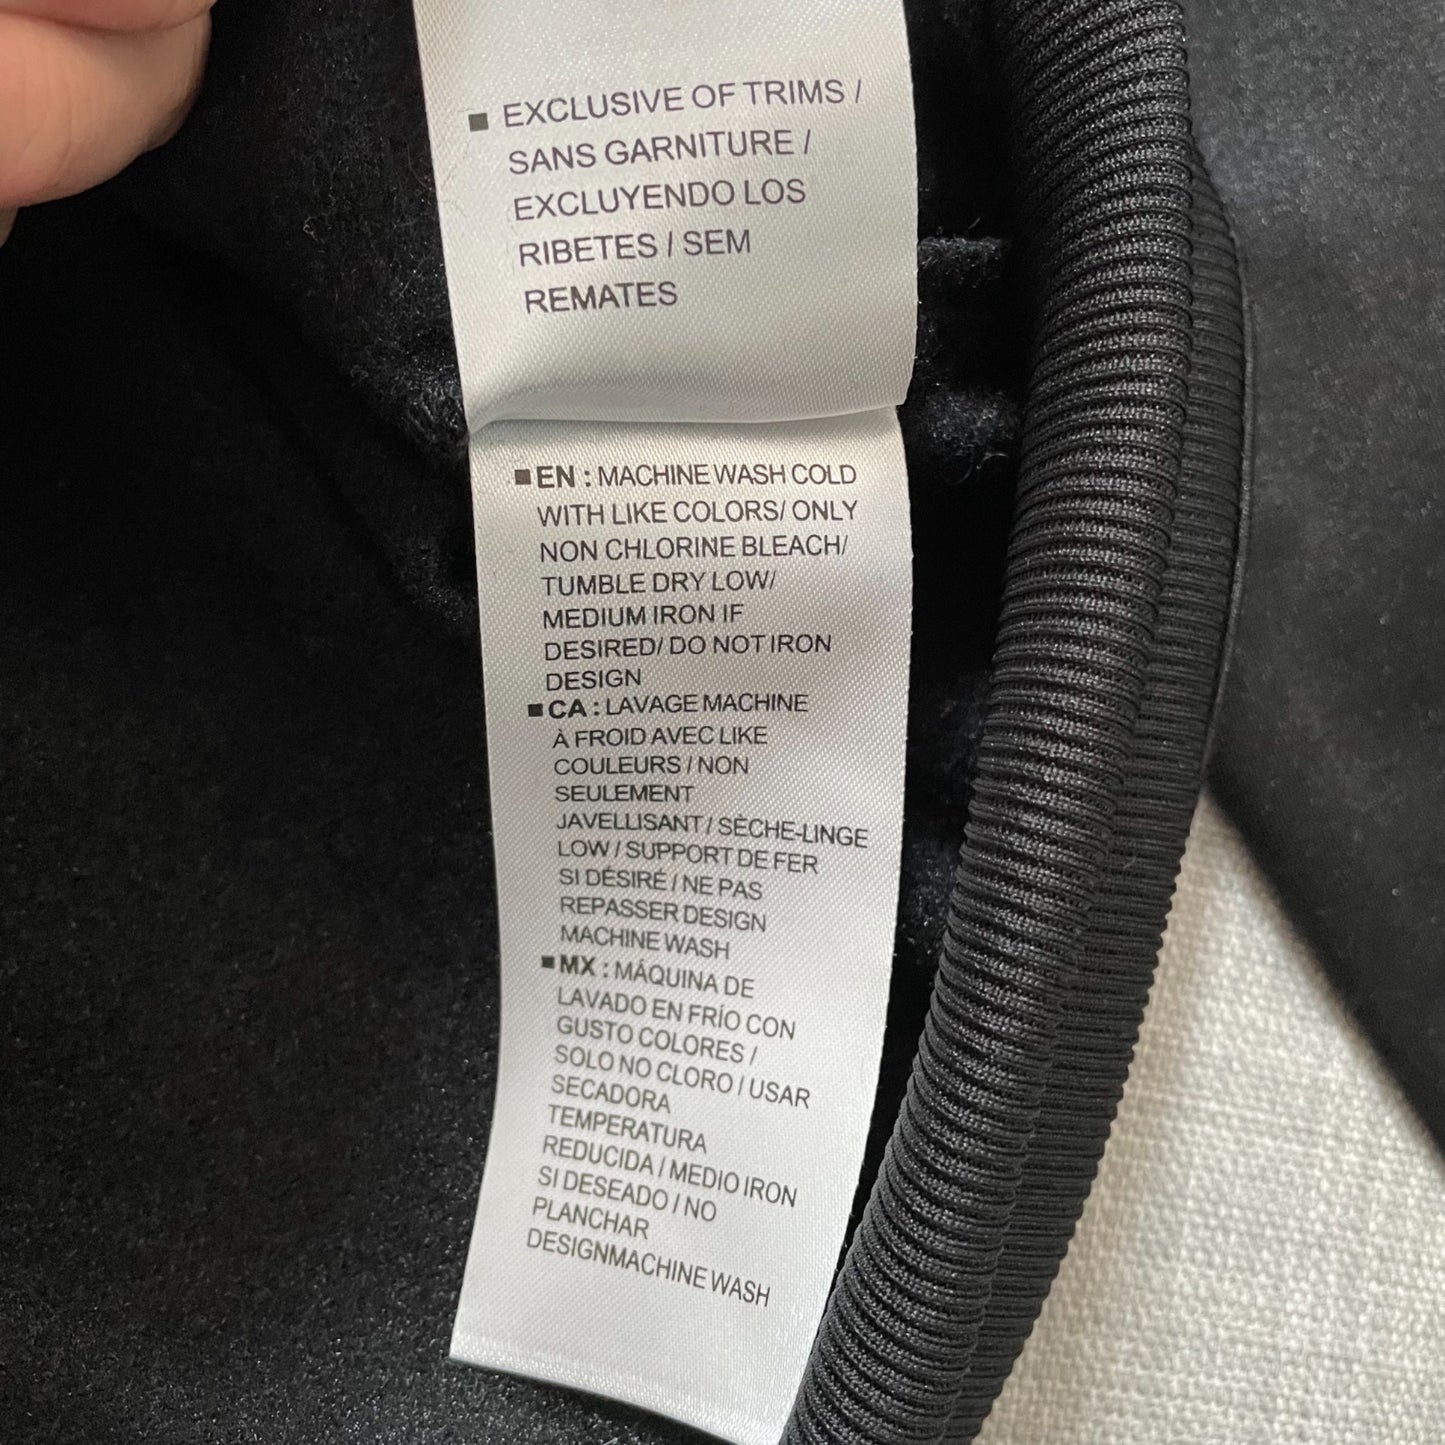 ■ EXCLUSIVE OF TRIMS /
SANS GARNITURE /
EXCLUYENDO LOS
RIBETES / SEM
REMATES
■ EN : MACHINE WASH COLD
WITH LIKE COLORS/ ONLY
NON CHLORINE BLEACH/
TUMBLE DRY LOW/
MEDIUM IRON IF
DESIRED/ DO NOT IRON
DESIGN
■ CA : LAVAGE MACHINE
À FROID AVEC LIKE
COULEURS / NON
SEULEMENT
JAVELLISANT / SÈCHE-LINGE
LOW / SUPPORT DE FER
SI DÉSIRÉ / NE PAS
REPASSER DESIGN
MACHINE WASH
■ MX : MÁQUINA DE
LAVADO EN FRÍO CON
GUSTO COLORES /
SOLO NO CLORO / USAR
SECADORA
TEMPERATURA
REDUCIDA / MEDIO IRON
SI DESEADO / NO
PLANCHAR
DESIGNMACHINE WASH